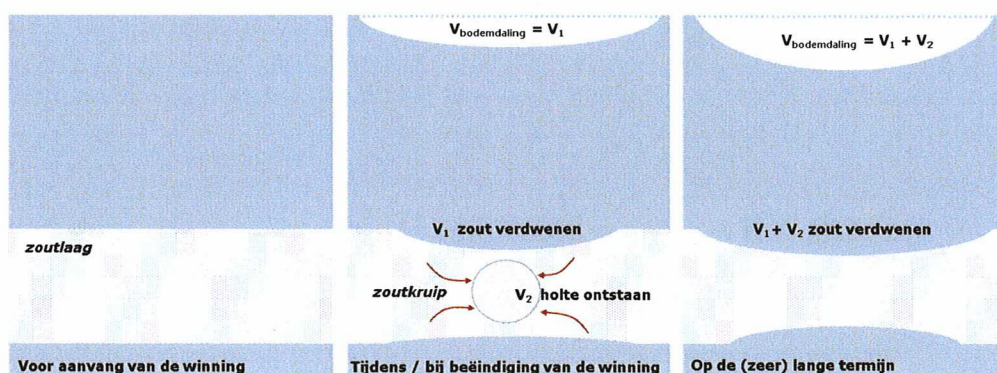 zoutlaag
Voor aanvang van de winning
V_bodemdaling = V₁
V₁ zout verdwenen
zoutkruip
V₂ holte ontstaan
Tijdens / bij beëindiging van de winning
V_bodemdaling = V₁ + V₂
V₁ + V₂ zout verdwenen
Op de (zeer) lange termijn